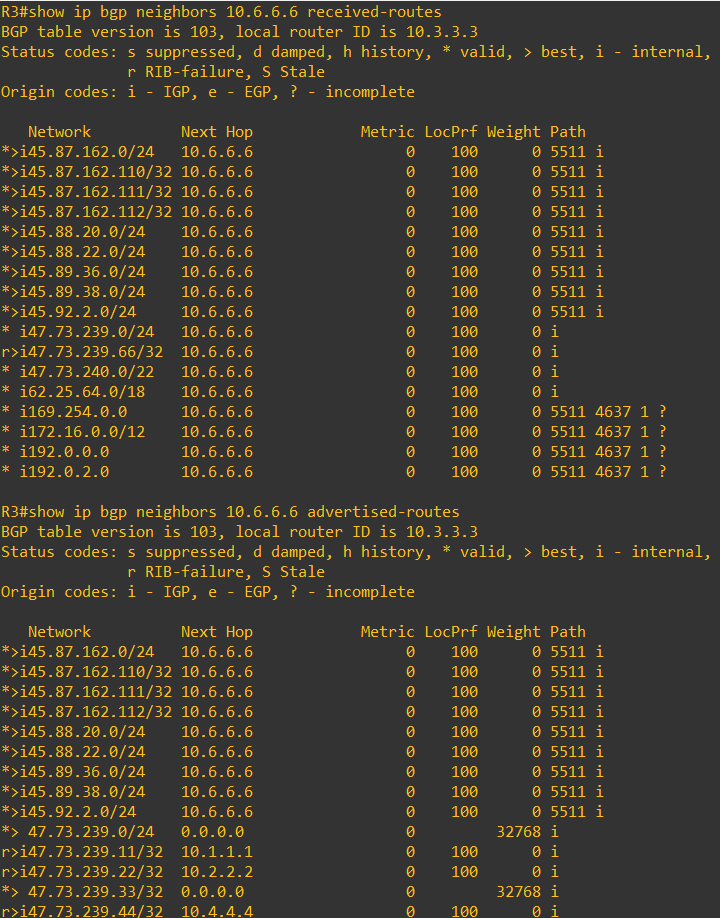 R3#show ip bgp neighbors 10.6.6.6 received-routes
BGP table version is 103, local router ID is 10.3.3.3
Status codes: s suppressed, d damped, h history, * valid, > best, i - internal,
              r RIB-failure, S Stale
Origin codes: i - IGP, e - EGP, ? - incomplete

   Network          Next Hop            Metric LocPrf Weight Path
*>i45.87.162.0/24   10.6.6.6                 0    100      0 5511 i
*>i45.87.162.110/32 10.6.6.6                 0    100      0 5511 i
*>i45.87.162.111/32 10.6.6.6                 0    100      0 5511 i
*>i45.87.162.112/32 10.6.6.6                 0    100      0 5511 i
*>i45.88.20.0/24    10.6.6.6                 0    100      0 5511 i
*>i45.88.22.0/24    10.6.6.6                 0    100      0 5511 i
*>i45.89.36.0/24    10.6.6.6                 0    100      0 5511 i
*>i45.89.38.0/24    10.6.6.6                 0    100      0 5511 i
*>i45.92.2.0/24     10.6.6.6                 0    100      0 5511 i
* i47.73.239.0/24   10.6.6.6                 0    100      0 i
r>i47.73.239.66/32  10.6.6.6                 0    100      0 i
* i47.73.240.0/22   10.6.6.6                 0    100      0 i
* i62.25.64.0/18    10.6.6.6                 0    100      0 i
* i169.254.0.0      10.6.6.6                 0    100      0 5511 4637 1 ?
* i172.16.0.0/12    10.6.6.6                 0    100      0 5511 4637 1 ?
* i192.0.0.0        10.6.6.6                 0    100      0 5511 4637 1 ?
* i192.0.2.0        10.6.6.6                 0    100      0 5511 4637 1 ?

R3#show ip bgp neighbors 10.6.6.6 advertised-routes
BGP table version is 103, local router ID is 10.3.3.3
Status codes: s suppressed, d damped, h history, * valid, > best, i - internal,
              r RIB-failure, S Stale
Origin codes: i - IGP, e - EGP, ? - incomplete

   Network          Next Hop            Metric LocPrf Weight Path
*>i45.87.162.0/24   10.6.6.6                 0    100      0 5511 i
*>i45.87.162.110/32 10.6.6.6                 0    100      0 5511 i
*>i45.87.162.111/32 10.6.6.6                 0    100      0 5511 i
*>i45.87.162.112/32 10.6.6.6                 0    100      0 5511 i
*>i45.88.20.0/24    10.6.6.6                 0    100      0 5511 i
*>i45.88.22.0/24    10.6.6.6                 0    100      0 5511 i
*>i45.89.36.0/24    10.6.6.6                 0    100      0 5511 i
*>i45.89.38.0/24    10.6.6.6                 0    100      0 5511 i
*>i45.92.2.0/24     10.6.6.6                 0    100      0 5511 i
*> 47.73.239.0/24   0.0.0.0                  0         32768 i
r>i47.73.239.11/32  10.1.1.1                 0    100      0 i
r>i47.73.239.22/32  10.2.2.2                 0    100      0 i
*> 47.73.239.33/32  0.0.0.0                  0         32768 i
r>i47.73.239.44/32  10.4.4.4                 0    100      0 i